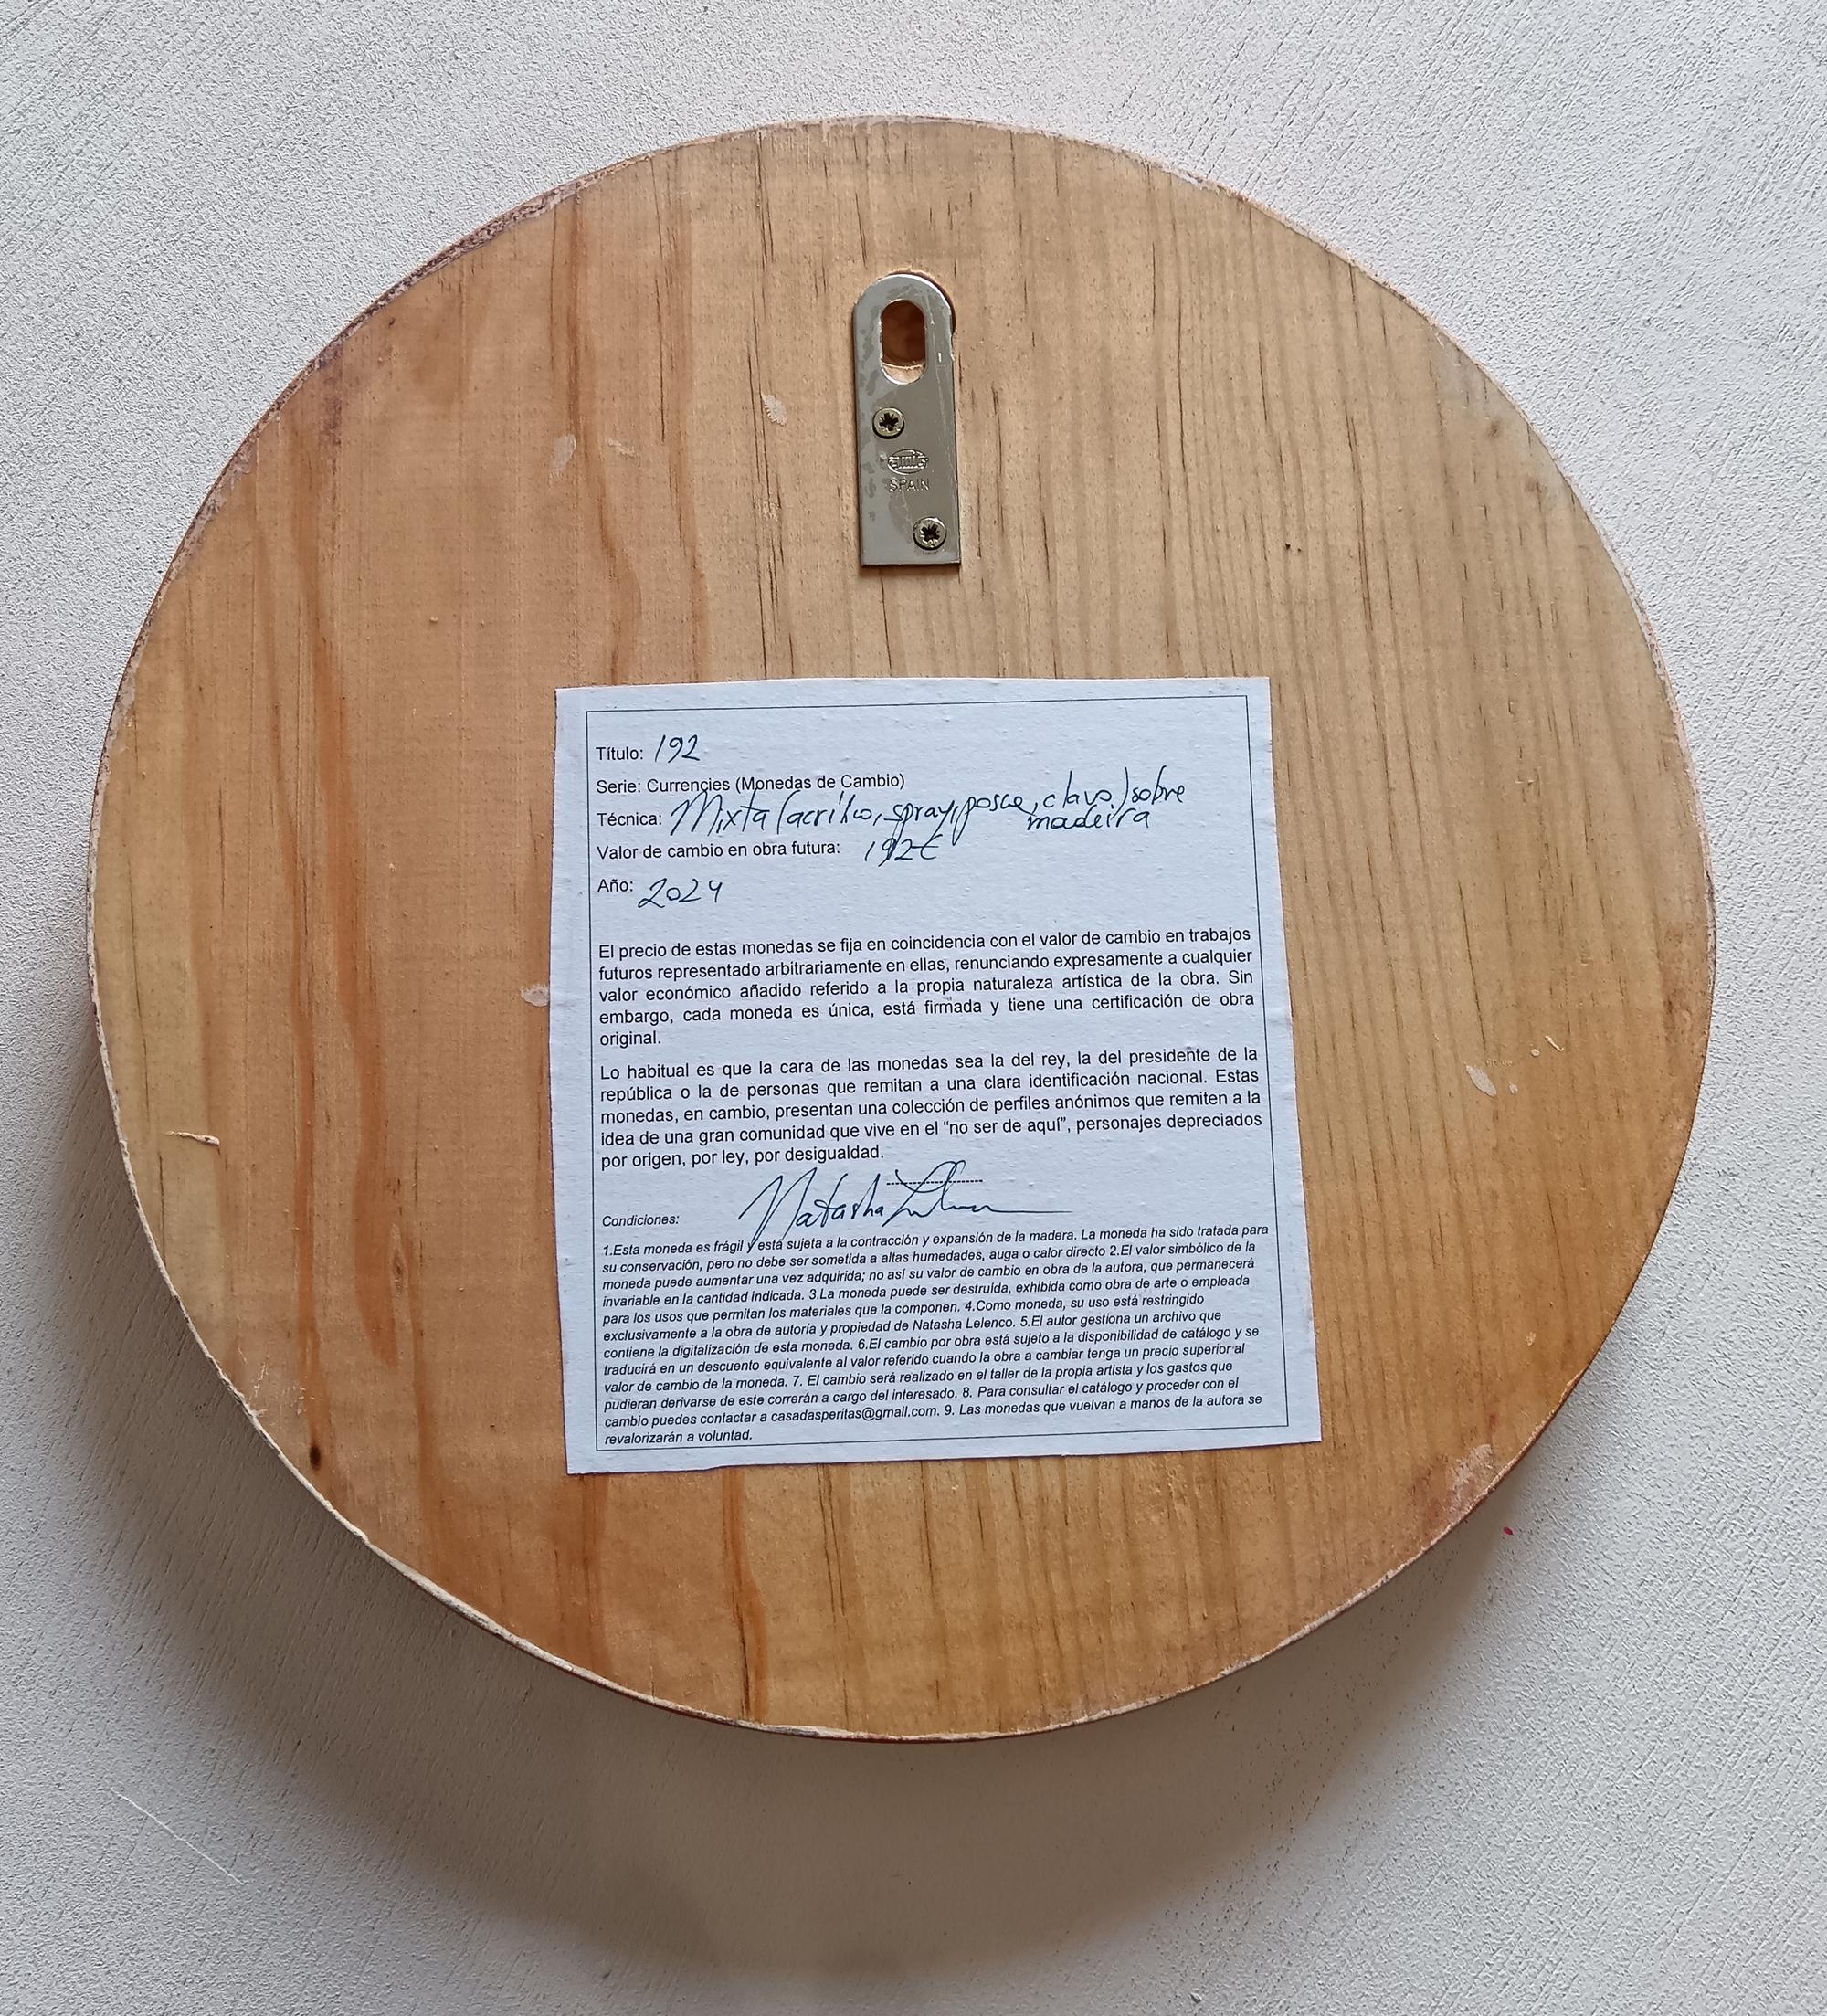 SPAIN
Título: 192
Serie: Currencies (Monedas de Cambio)
Técnica: Mixta (acrílico, spray, posca, clavo) sobre
madeira
Valor de cambio en obra futura: 192€
Año: 2024
El precio de estas monedas se fija en coincidencia con el valor de cambio en trabajos
futuros representado arbitrariamente en ellas, renunciando expresamente a cualquier
valor económico añadido referido a la propia naturaleza artística de la obra. Sin
embargo, cada moneda es única, está firmada y tiene una certificación de obra
original.
Lo habitual es que la cara de las monedas sea la del rey, la del presidente de la
república o la de personas que remitan a una clara identificación nacional. Estas
monedas, en cambio, presentan una colección de perfiles anónimos que remiten a la
idea de una gran comunidad que vive en el “no ser de aquí”, personajes depreciados
por origen, por ley, por desigualdad.
Natasha Lelenco
Condiciones:
1.Esta moneda es frágil y está sujeta a la contracción y expansión de la madera. La moneda ha sido tratada para
su conservación, pero no debe ser sometida a altas humedades, auga o calor directo 2.El valor simbólico de la
moneda puede aumentar una vez adquirida; no así su valor de cambio en obra de la autora, que permanecerá
invariable en la cantidad indicada. 3.La moneda puede ser destruída, exhibida como obra de arte o empleada
para los usos que permitan los materiales que la componen. 4.Como moneda, su uso está restringido
exclusivamente a la obra de autoría y propiedad de Natasha Lelenco. 5.El autor gestiona un archivo que
contiene la digitalización de esta moneda. 6.El cambio por obra está sujeto a la disponibilidad de catálogo y se
traducirá en un descuento equivalente al valor referido cuando la obra a cambiar tenga un precio superior al
valor de cambio de la moneda. 7. El cambio será realizado en el taller de la propia artista y los gastos que
pudieran derivarse de este correrán a cargo del interesado. 8. Para consultar el catálogo y proceder con el
cambio puedes contactar a casadasperitas@gmail.com. 9. Las monedas que vuelvan a manos de la autora se
revalorizarán a voluntad.